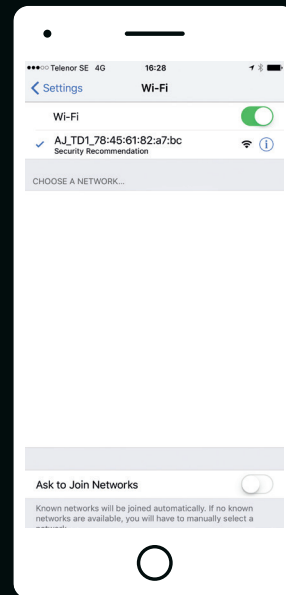 Telenor SE 4G 16:28
Settings Wi-Fi
Wi-Fi
AJ_TD1_78:45:61:82:a7:bc
Security Recommendation
CHOOSE A NETWORK...
Ask to Join Networks
Known networks will be joined automatically. If no known
networks are available, you will have to manually select a
network.